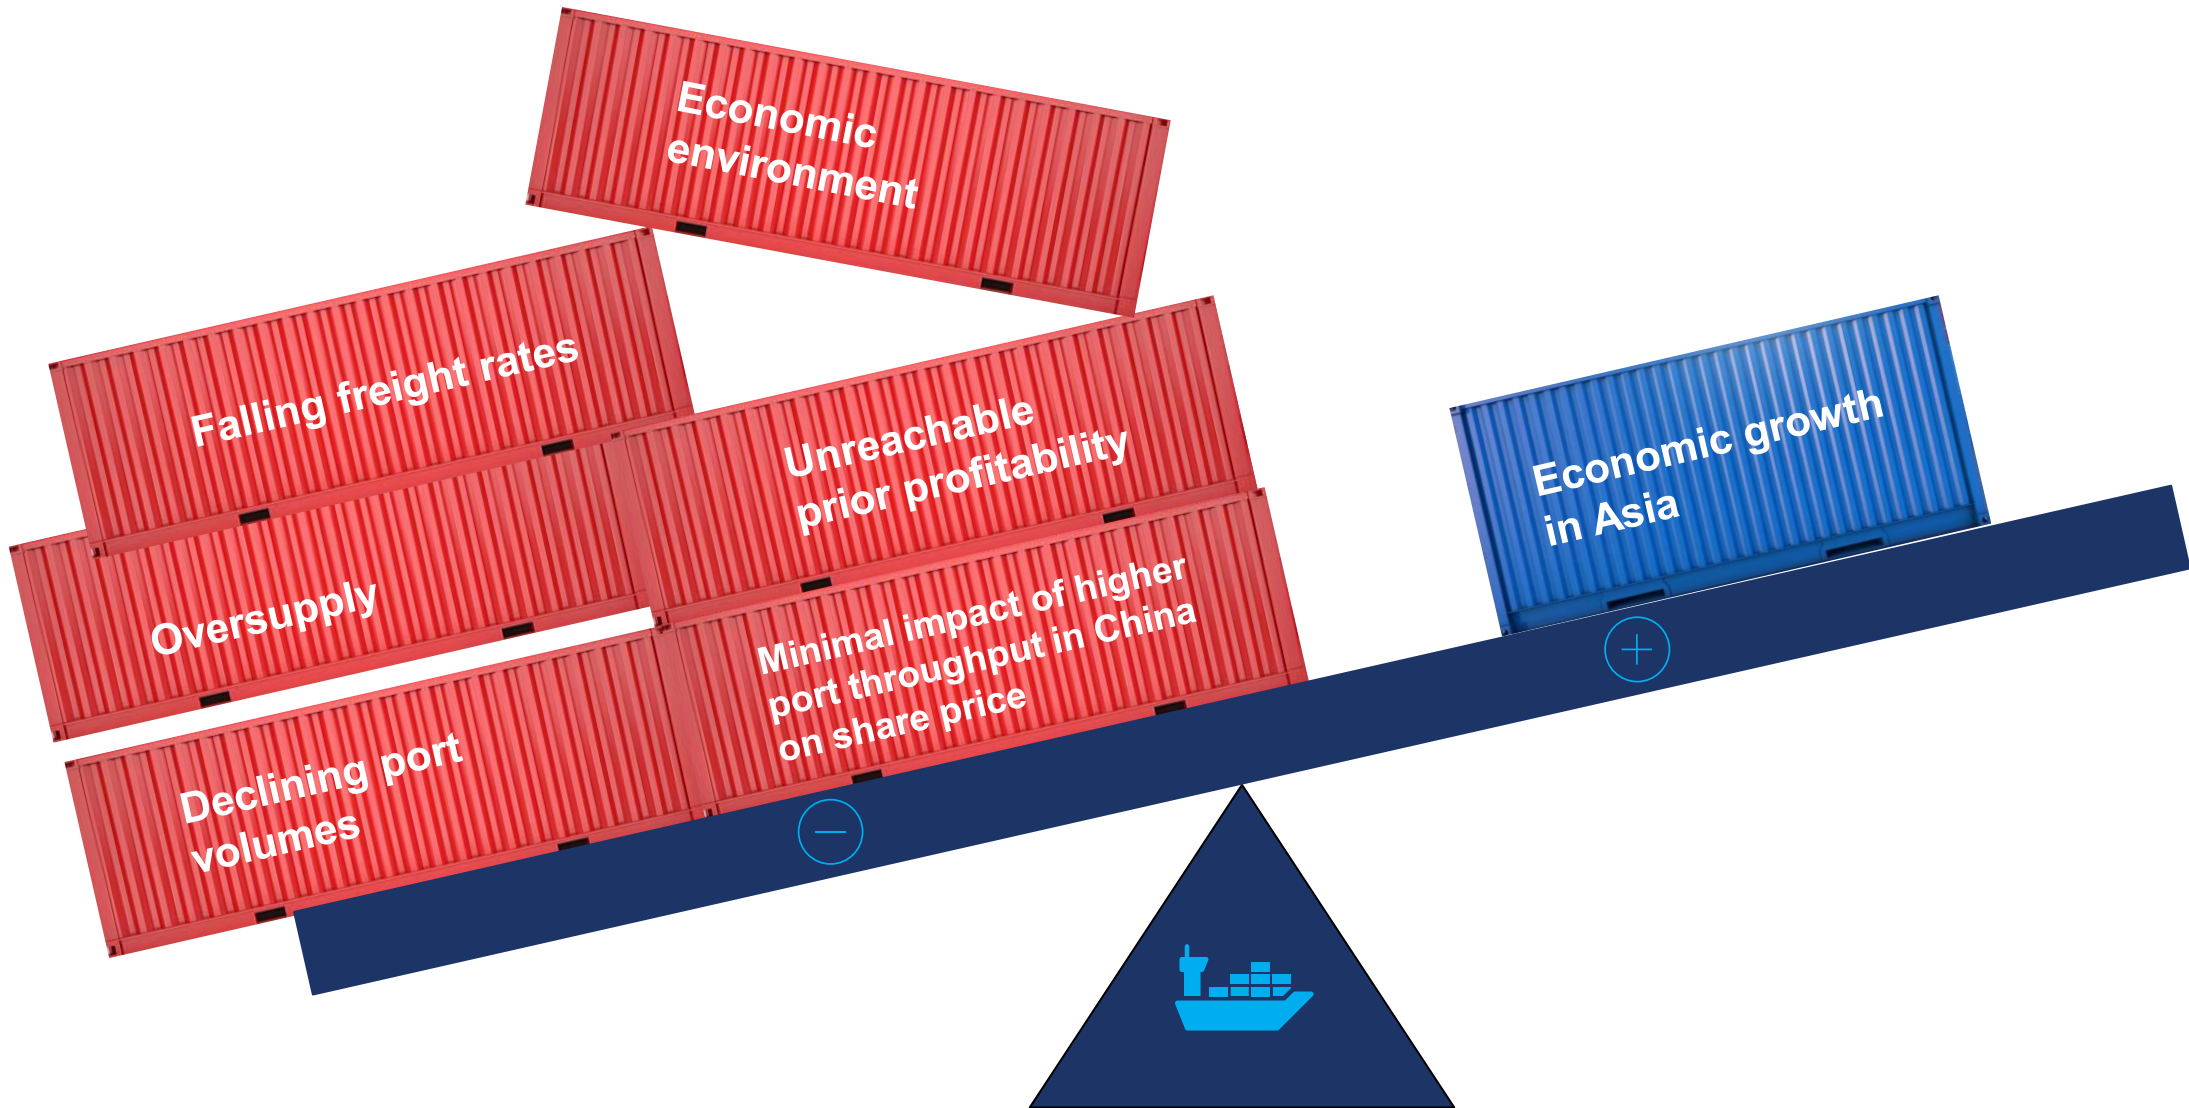 Economic
environment
Falling freight rates
Unreachable
prior profitability
Economic growth
in Asia
Oversupply
Minimal impact of higher
port throughput in China
on share price
Declining port
volumes